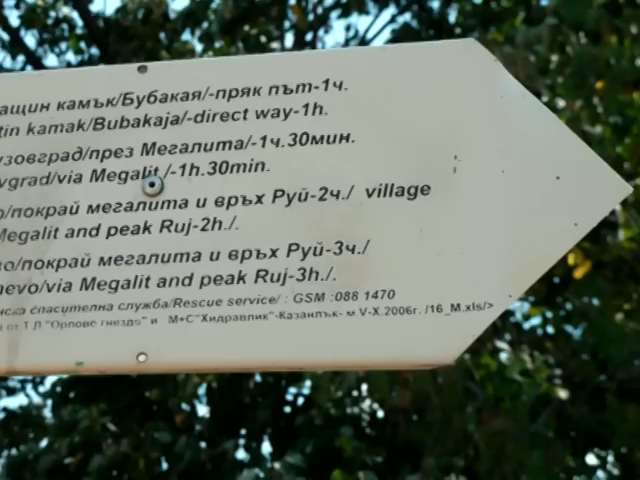 ащин камък/Бубакая/-пряк път-1ч.
tin kamak/Bubakaja/-direct way-1h.
узовград/през Мегалита/-1ч.30мин.
vgrad/via Megalit/-1h.30min.
о/покрай мегалита и връх Руй-2ч./ village
Megalit and peak Ruj-2h./.
во/покрай мегалита и връх Руй-3ч./
nevo/via Megalit and peak Ruj-3h./.
нска спасителна служба/Rescue service/ : GSM :088 1470
от Т.Д "Орлово гнездо" и М+С"Хидравлик"-Казанлък- м.V-X.2006г. /16_M.xls/>